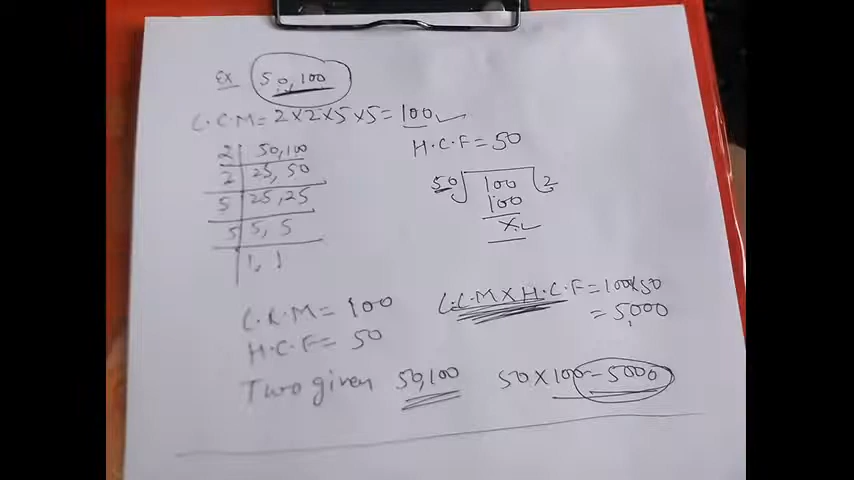 Ex 50,100
L.C.M = 2×2×5×5 = 100
H.C.F = 50
2 | 50,100
2 | 25, 50
5 | 25,25
5 | 5, 5
1, 1
50 ) 100 ( 2
100
×
L.C.M = 100
H.C.F = 50
L.C.M × H.C.F = 100×50
= 5,000
Two given 50,100
50×100 = 5000